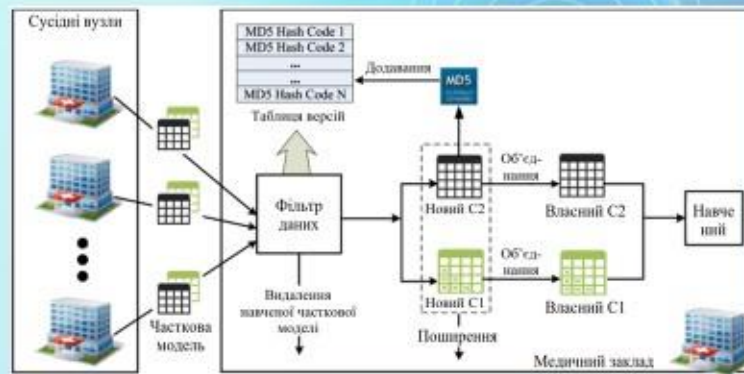 Сусідні вузли
MD5 Hash Code 1
MD5 Hash Code 2
...
...
MD5 Hash Code N
Таблиця версій
Додавання
MD5
Фільтр
даних
Об"єд-
нання
Новий C2
Власний C2
Навче
ний
Об"єд-
нання
Новий C1
Власний C1
Часткова
модель
Видалення
навченої часткової
моделі
Поширення
Медичний заклад